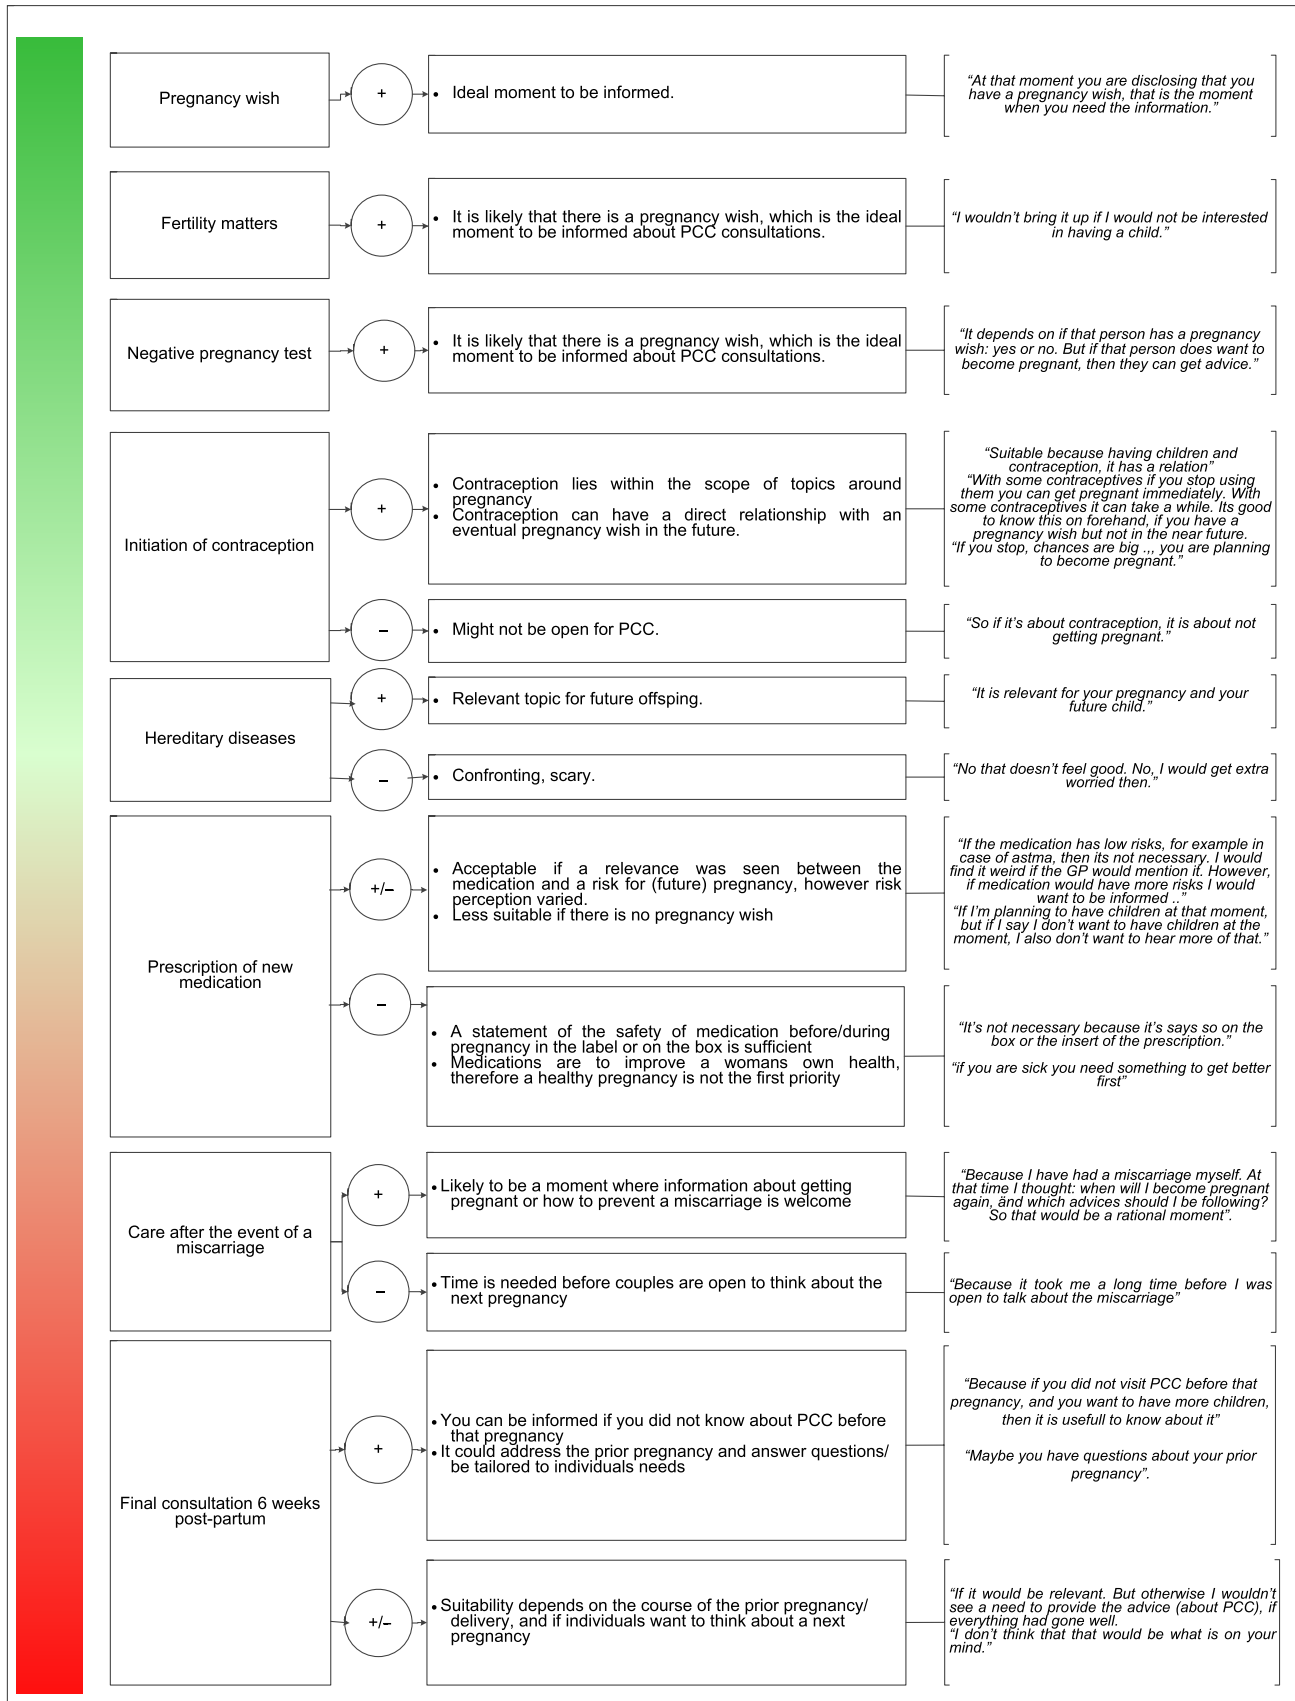 Pregnancy wish
+
• Ideal moment to be informed.
“At that moment you are disclosing that you
have a pregnancy wish, that is the moment
when you need the information.”
Fertility matters
+
• It is likely that there is a pregnancy wish, which is the ideal
moment to be informed about PCC consultations.
“I wouldn’t bring it up if I would not be interested
in having a child.”
Negative pregnancy test
+
• It is likely that there is a pregnancy wish, which is the ideal
moment to be informed about PCC consultations.
“It depends on if that person has a pregnancy
wish: yes or no. But if that person does want to
become pregnant, then they can get advice.”
Initiation of contraception
+
• Contraception lies within the scope of topics around
pregnancy
• Contraception can have a direct relationship with an
eventual pregnancy wish in the future.
“Suitable because having children and
contraception, it has a relation”
“With some contraceptives if you stop using
them you can get pregnant immediately. With
some contraceptives it can take a while. Its good
to know this on forehand, if you have a
pregnancy wish but not in the near future.
“If you stop, chances are big .,, you are planning
to become pregnant.”
–
• Might not be open for PCC.
“So if it’s about contraception, it is about not
getting pregnant.”
Hereditary diseases
+
• Relevant topic for future offsping.
“It is relevant for your pregnancy and your
future child.”
–
• Confronting, scary.
“No that doesn’t feel good. No, I would get extra
worried then.”
Prescription of new
medication
+/–
• Acceptable if a relevance was seen between the
medication and a risk for (future) pregnancy, however risk
perception varied.
• Less suitable if there is no pregnancy wish
“If the medication has low risks, for example in
case of astma, then its not necessary. I would
find it weird if the GP would mention it. However,
if medication would have more risks I would
want to be informed ..”
“If I’m planning to have children at that moment,
but if I say I don’t want to have children at the
moment, I also don’t want to hear more of that.”
–
• A statement of the safety of medication before/during
pregnancy in the label or on the box is sufficient
• Medications are to improve a womans own health,
therefore a healthy pregnancy is not the first priority
“It’s not necessary because it’s says so on the
box or the insert of the prescription.”
“if you are sick you need something to get better
first”
Care after the event of a
miscarriage
+
• Likely to be a moment where information about getting
pregnant or how to prevent a miscarriage is welcome
“Because I have had a miscarriage myself. At
that time I thought: when will I become pregnant
again, änd which advices should I be following?
So that would be a rational moment”.
–
• Time is needed before couples are open to think about the
next pregnancy
“Because it took me a long time before I was
open to talk about the miscarriage”
Final consultation 6 weeks
post-partum
+
• You can be informed if you did not know about PCC before
that pregnancy
• It could address the prior pregnancy and answer questions/
be tailored to individuals needs
“Because if you did not visit PCC before that
pregnancy, and you want to have more children,
then it is usefull to know about it”
“Maybe you have questions about your prior
pregnancy”.
+/–
• Suitability depends on the course of the prior pregnancy/
delivery, and if individuals want to think about a next
pregnancy
“If it would be relevant. But otherwise I wouldn’t
see a need to provide the advice (about PCC), if
everything had gone well.
“I don’t think that that would be what is on your
mind.”